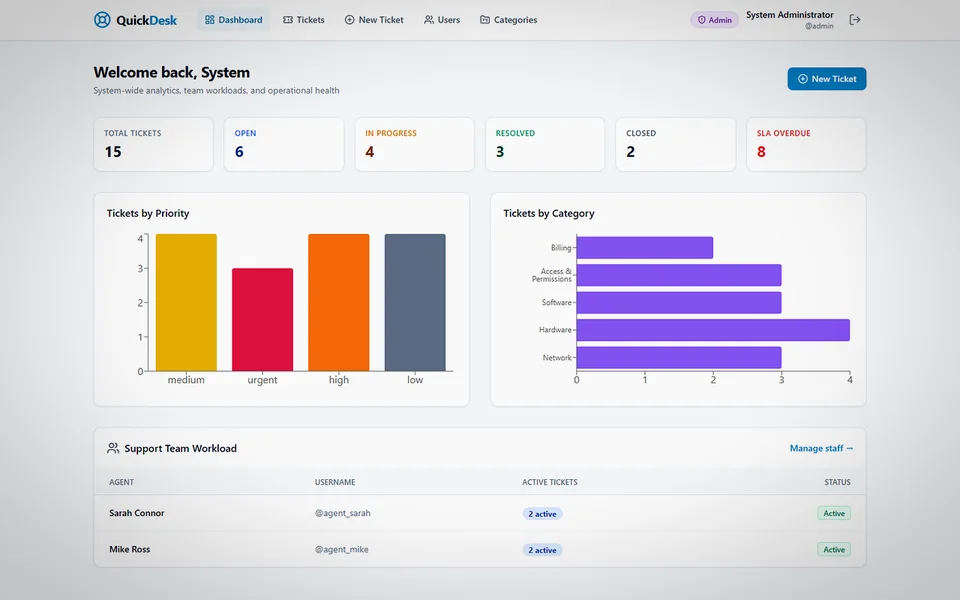 QuickDesk Dashboard Tickets New Ticket Users Categories Admin System Administrator
@admin
Welcome back, System
System-wide analytics, team workloads, and operational health
New Ticket
TOTAL TICKETS OPEN IN PROGRESS RESOLVED CLOSED SLA OVERDUE
15 6 4 3 2 8
Tickets by Priority
4
3
2
1
0
medium urgent high low
Tickets by Category
Billing
Access &
Permissions
Software
Hardware
Network
0 1 2 3 4
Support Team Workload Manage staff →
AGENT USERNAME ACTIVE TICKETS STATUS
Sarah Connor @agent_sarah 2 active Active
Mike Ross @agent_mike 2 active Active